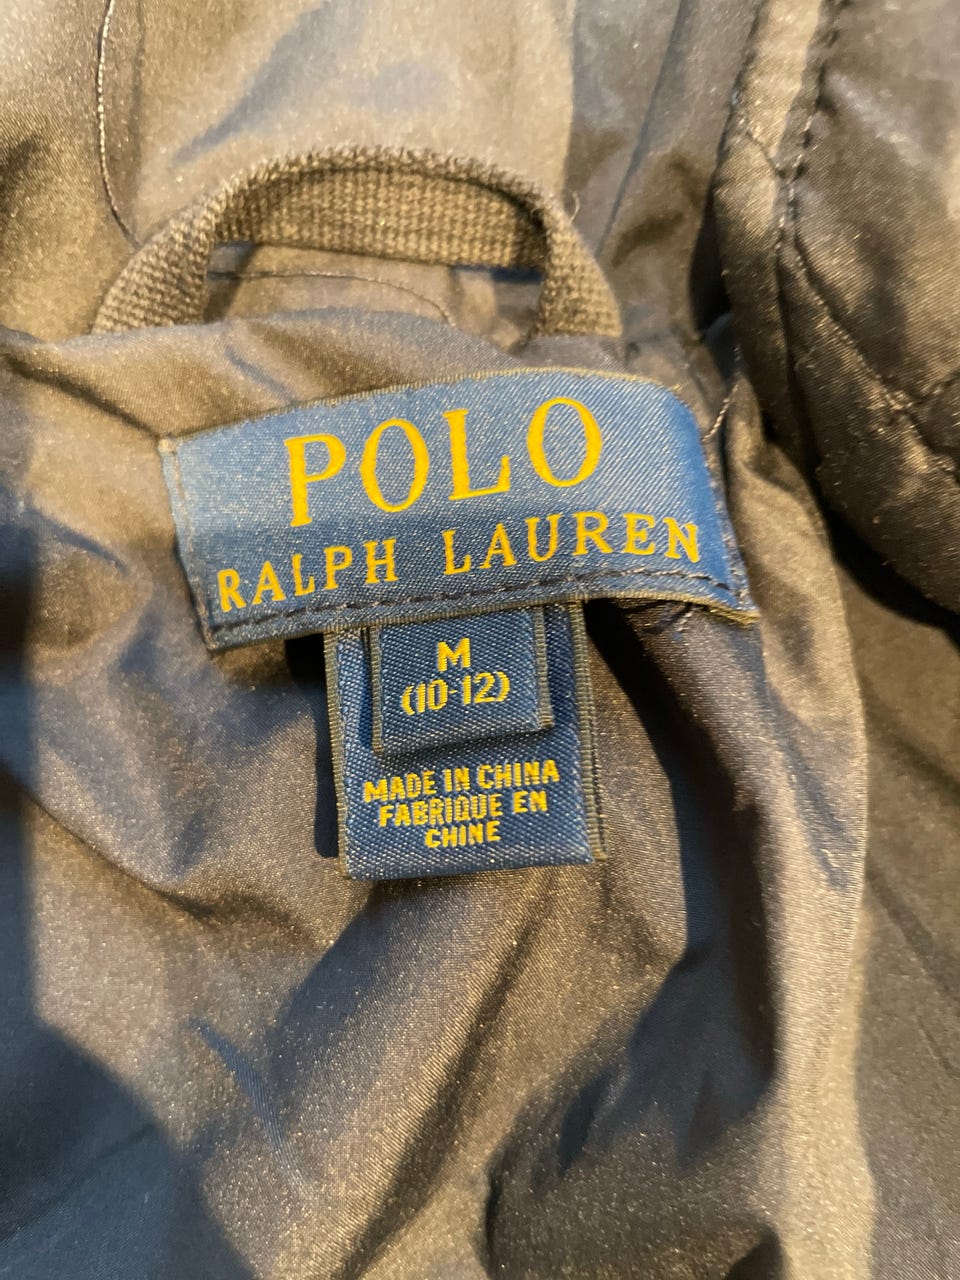 POLO
RALPH LAUREN
M
(10-12)
MADE IN CHINA
FABRIQUE EN
CHINE